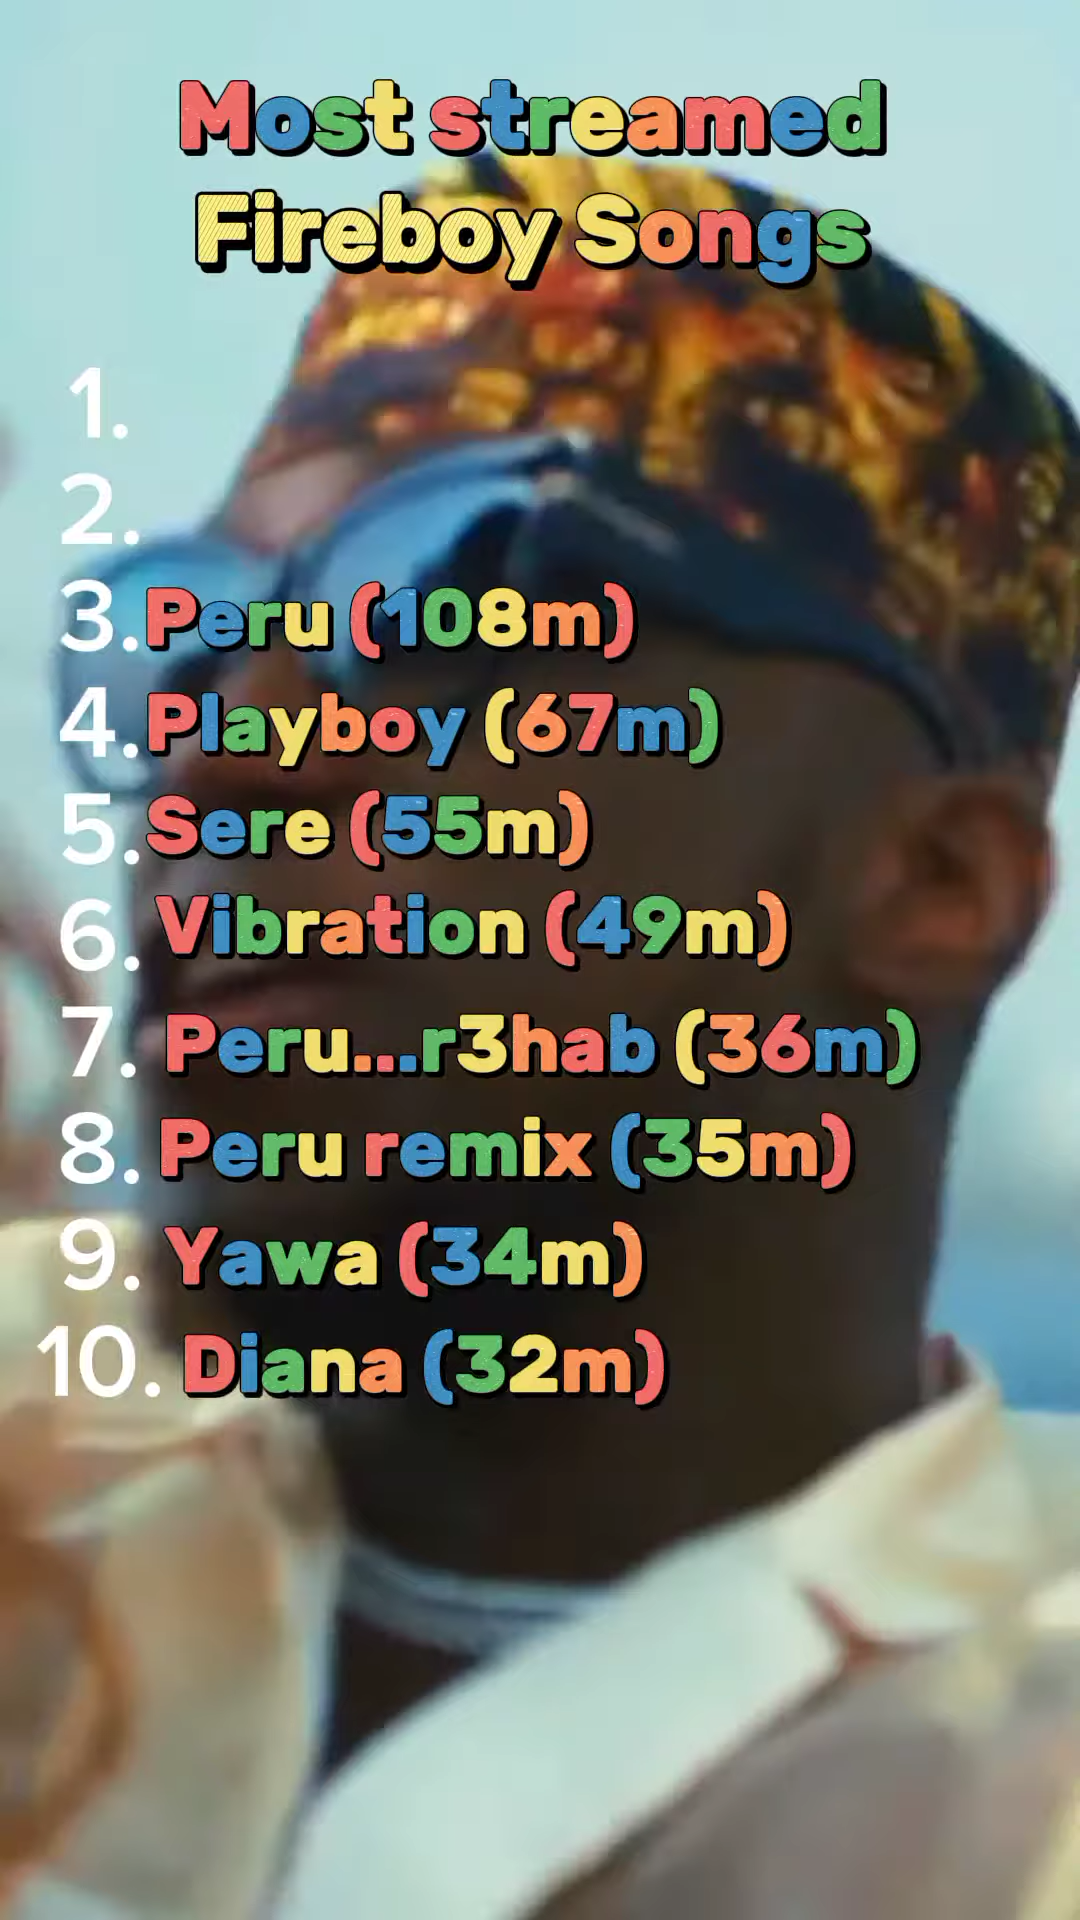 Most streamed
Fireboy Songs
1.
2.
3. Peru (108m)
4. Playboy (67m)
5. Sere (55m)
6. Vibration (49m)
7. Peru...r3hab (36m)
8. Peru remix (35m)
9. Yawa (34m)
10. Diana (32m)